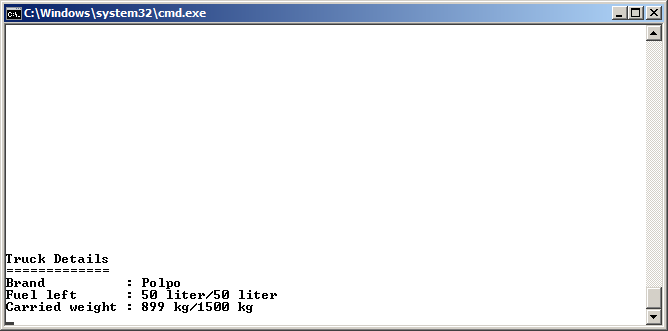 C:\Windows\system32\cmd.exe
Truck Details
=============
Brand          : Polpo
Fuel left      : 50 liter/50 liter
Carried weight : 899 kg/1500 kg